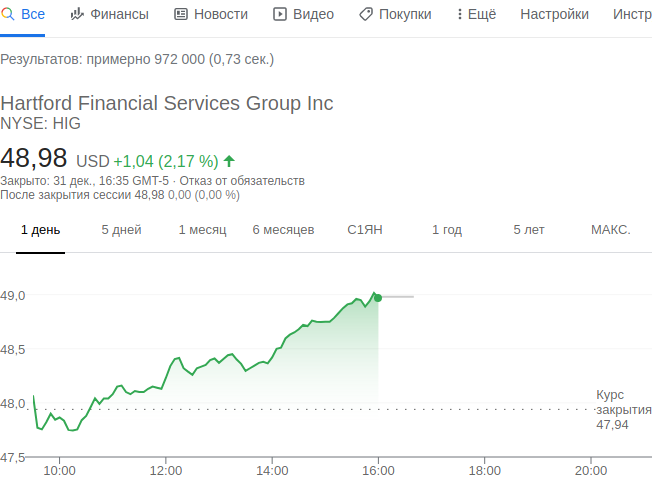 Все Финансы Новости Видео Покупки Ещё Настройки Инстр
Результатов: примерно 972 000 (0,73 сек.)
Hartford Financial Services Group Inc
NYSE: HIG
48,98 USD +1,04 (2,17 %)
Закрыто: 31 дек., 16:35 GMT-5 · Отказ от обязательств
После закрытия сессии 48,98 0,00 (0,00 %)
1 день 5 дней 1 месяц 6 месяцев С1ЯН 1 год 5 лет МАКС.
49,0
48,5
Курс
48,0
закрытия
47,94
47,5
10:00 12:00 14:00 16:00 18:00 20:00